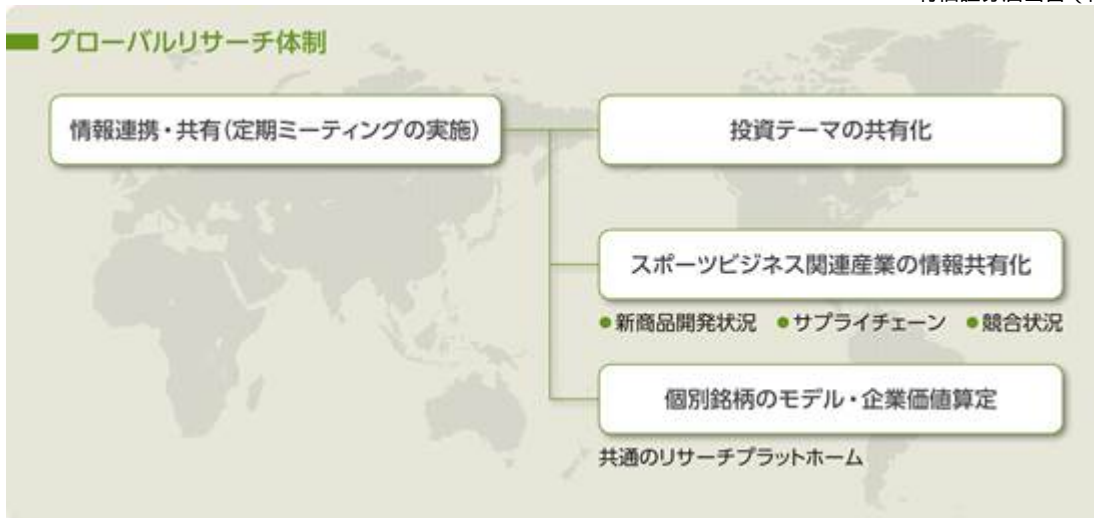 グローバルリサーチ体制
情報連携・共有（定期ミーティングの実施）
投資テーマの共有化
スポーツビジネス関連産業の情報共有化
●新商品開発状況 ●サプライチェーン ●競合状況
個別銘柄のモデル・企業価値算定
共通のリサーチプラットホーム